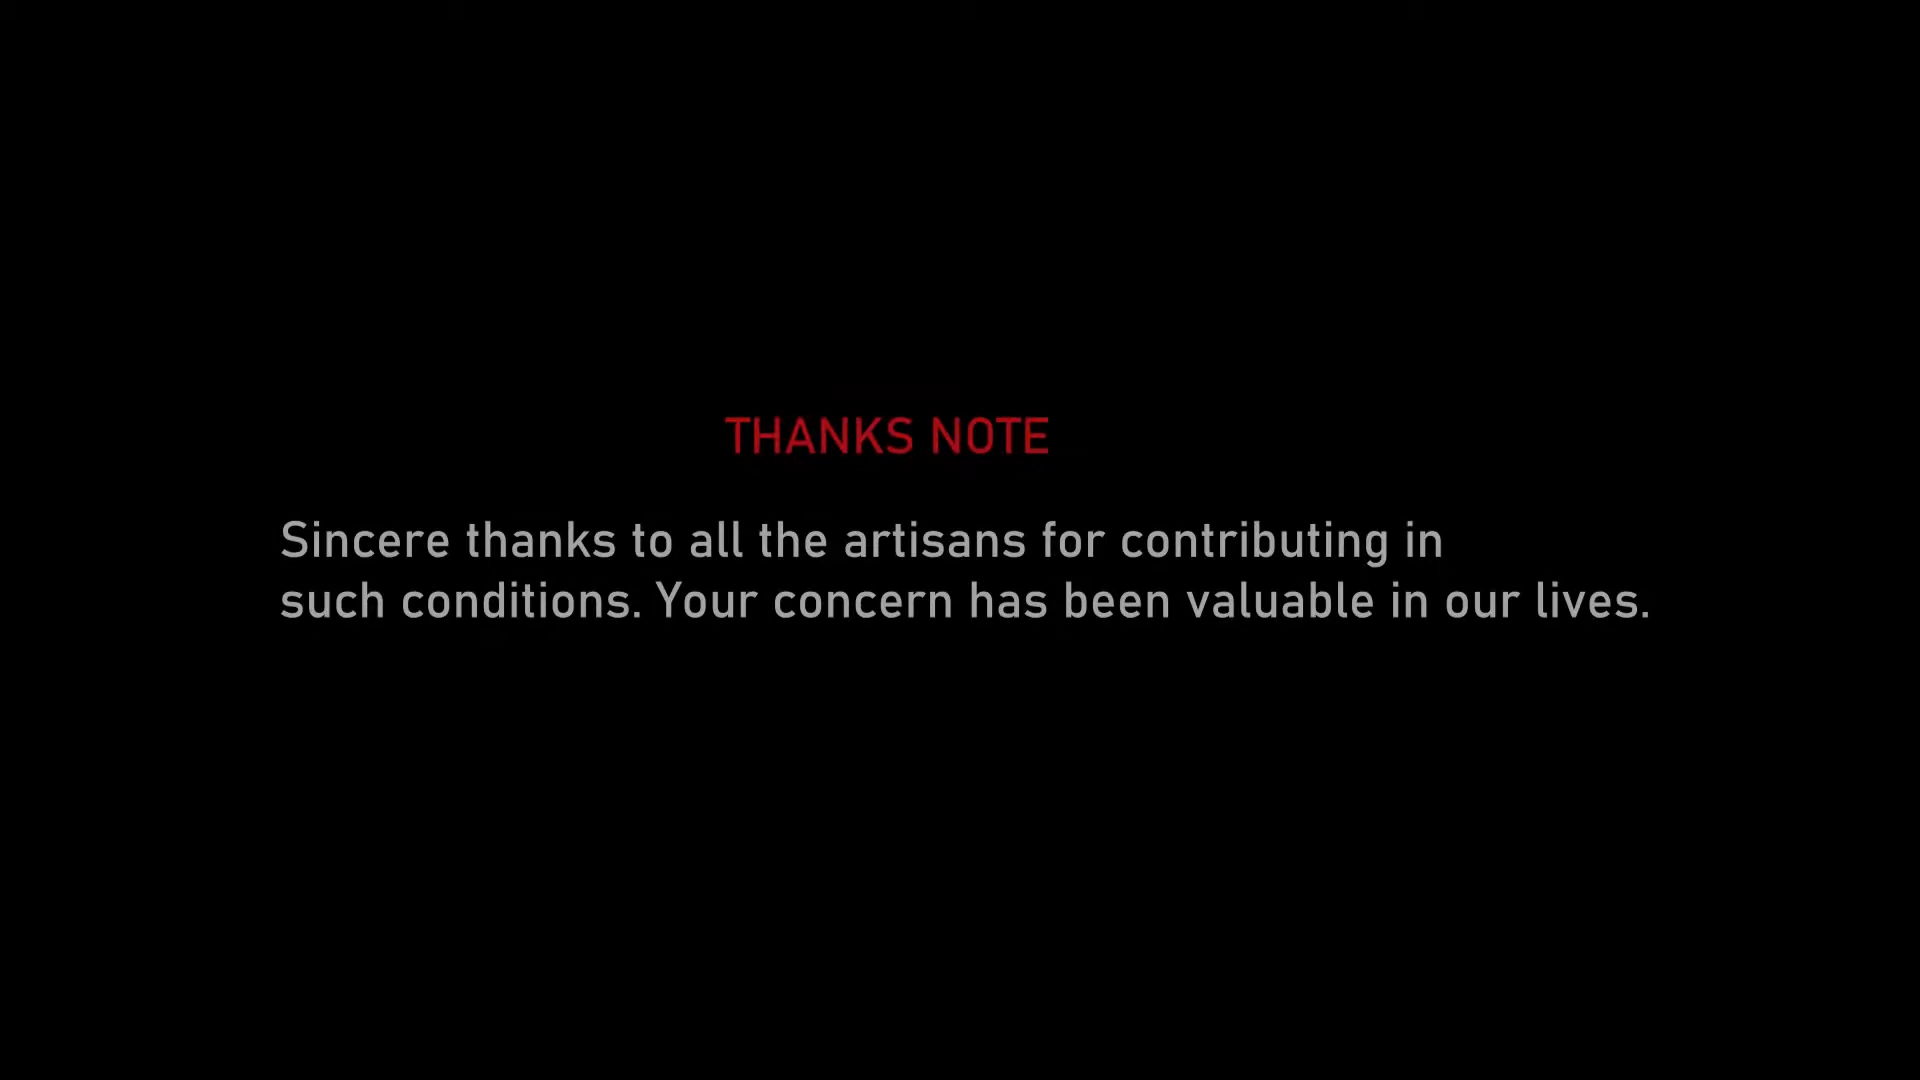 THANKS NOTE
Sincere thanks to all the artisans for contributing in
such conditions. Your concern has been valuable in our lives.